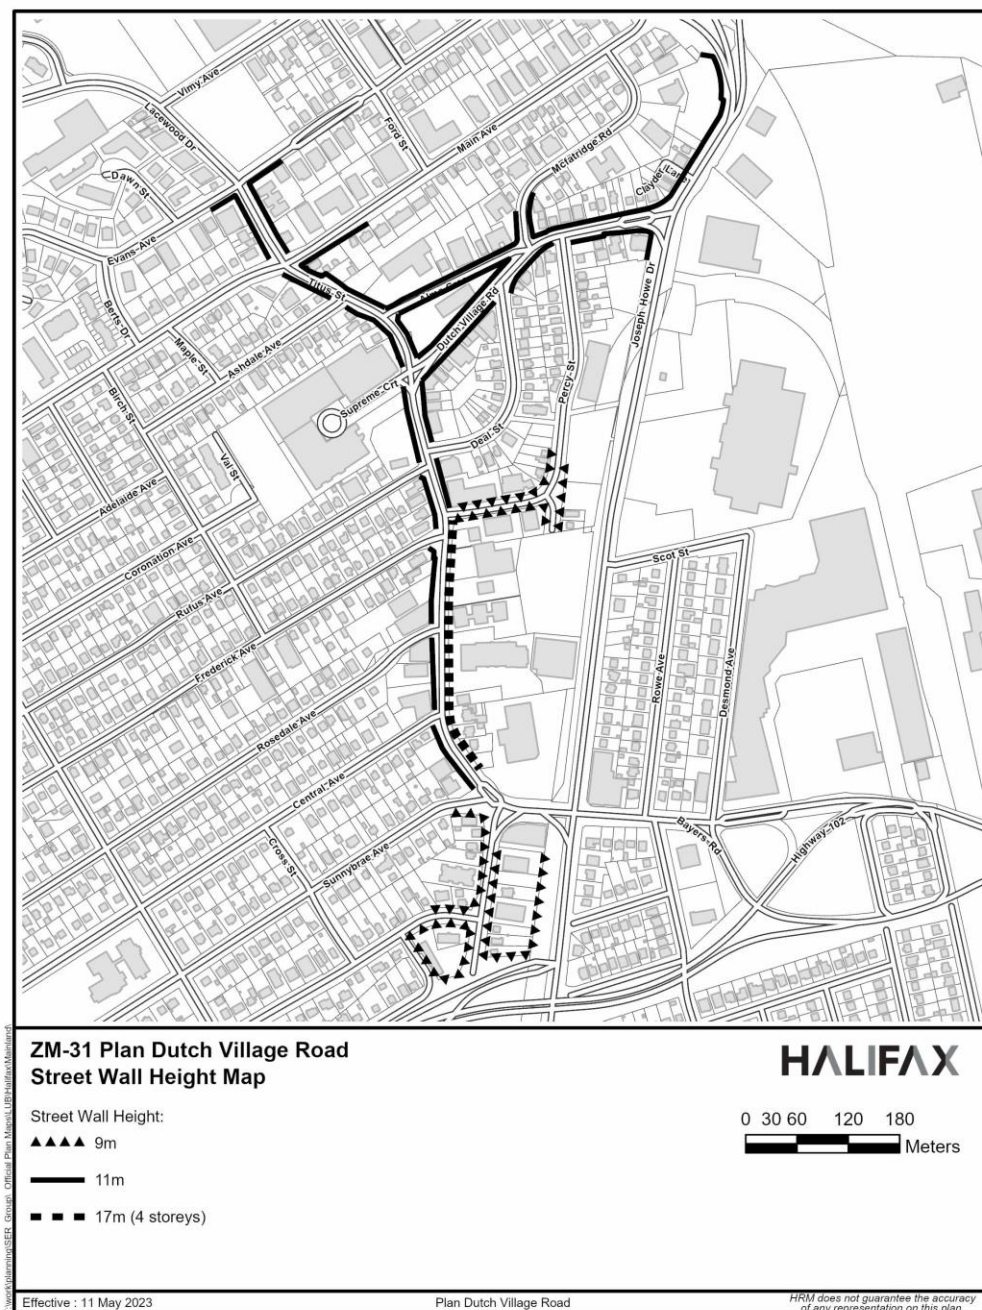 Vimy Ave
Lacewood Dr
Ford St
Main Ave
Mcfatridge Rd
Dawn St
Clayde Lane
Evans Ave
Titus St
Dutch Village Rd
Joseph Howe Dr
Berts Dr
Maple St
Ashdale Ave
Percy St
Supreme Crt
Birch St
Deal St
Val St
Adelaide Ave
Coronation Ave
Scot St
Rufus Ave
Frederick Ave
Rowe Ave
Desmond Ave
Rosedale Ave
Central Ave
Bayers Rd
Highway 102
Cross St
Sunnybrae Ave
ZM-31 Plan Dutch Village Road
Street Wall Height Map
HALIFAX
Street Wall Height:
9m
11m
17m (4 storeys)
0 30 60 120 180
Meters
Effective : 11 May 2023
Plan Dutch Village Road
HRM does not guarantee the accuracy
of any representation on this plan